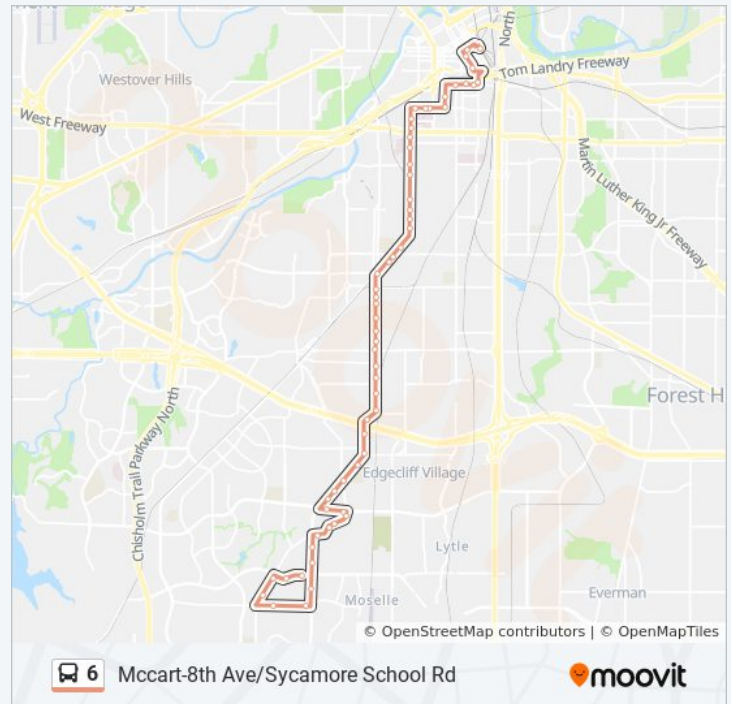 North
Westover Hills
Tom Landry Freeway
West Freeway
Martin Luther King Jr Freeway
Forest H
Chisholm Trail Parkway North
Edgecliff Village
Lytle
Everman
Moselle
© OpenStreetMap contributors | © OpenMapTiles
6 Mccart-8th Ave/Sycamore School Rd
moovit